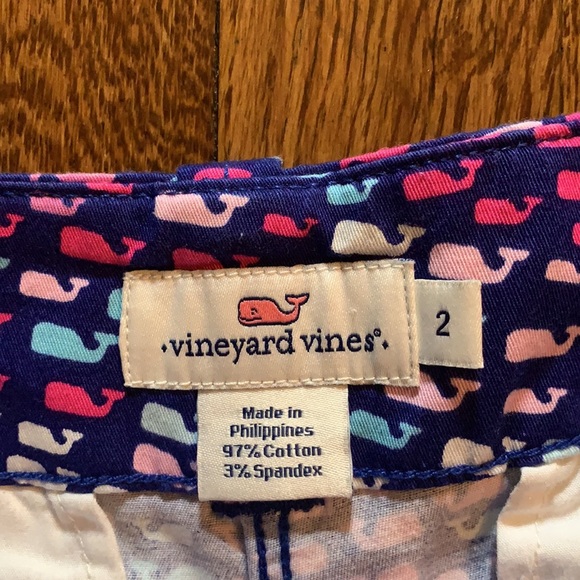 vineyard vines®
2
Made in
Philippines
97% Cotton
3% Spandex